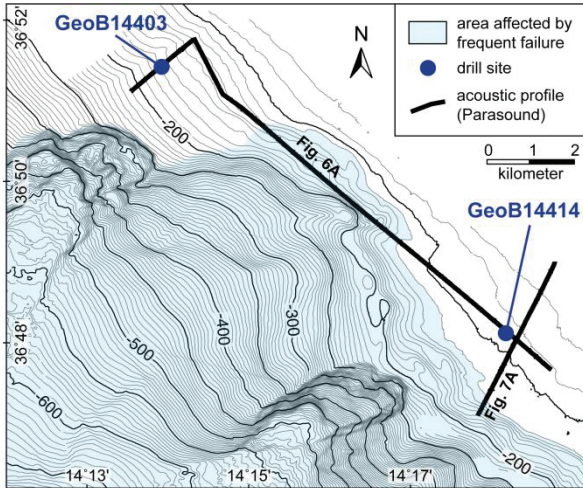 36°52'
GeoB14403
N
area affected by
frequent failure
drill site
acoustic profile
(Parasound)
0 1 2
kilometer
-200
Fig. 6A
36°50'
GeoB14414
-300
-400
-500
36°48'
-600
Fig. 7A
-200
14°13'
14°15'
14°17'